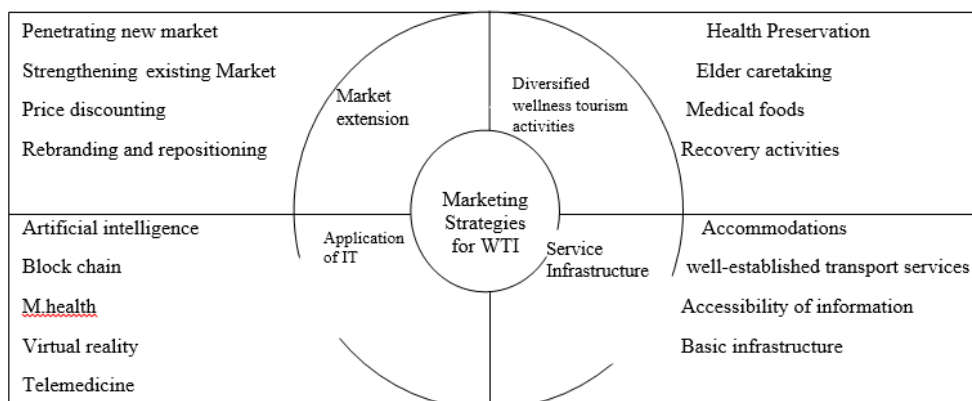 Penetrating new market
Strengthening existing Market
Price discounting
Rebranding and repositioning
Market
extension
Diversified
wellness tourism
activities
Health Preservation
Elder caretaking
Medical foods
Recovery activities
Marketing
Strategies
for WTI
Artificial intelligence
Block chain
M.health
Virtual reality
Telemedicine
Application
of IT
Service
Infrastructure
Accommodations
well-established transport services
Accessibility of information
Basic infrastructure